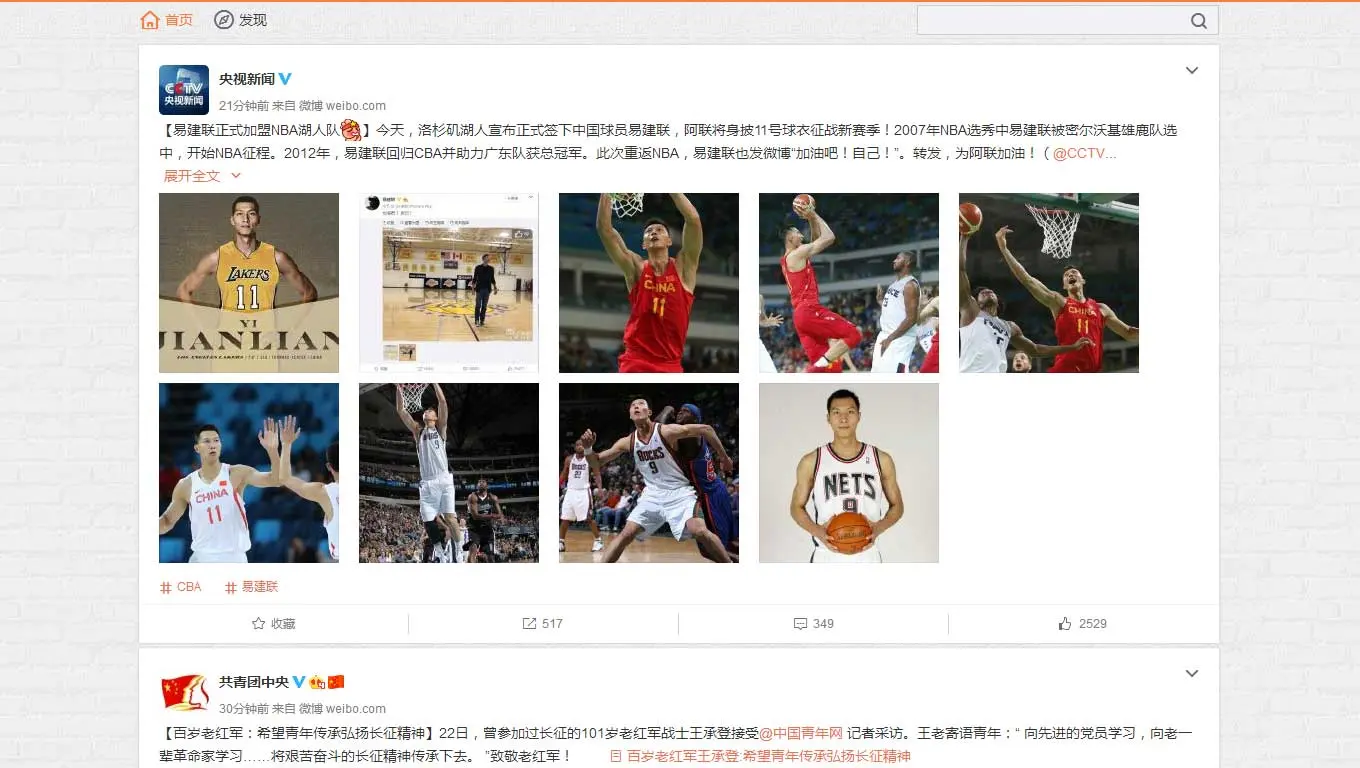 首页 发现
CCTV
央视新闻
央视新闻
21分钟前 来自 微博 weibo.com
【易建联正式加盟NBA湖人队】今天，洛杉矶湖人宣布正式签下中国球员易建联，阿联将身披11号球衣征战新赛季！2007年NBA选秀中易建联被密尔沃基雄鹿队选
中，开始NBA征程。2012年，易建联回归CBA并助力广东队获总冠军。此次重返NBA，易建联也发微博“加油吧！自己！”。转发，为阿联加油！（@CCTV...
展开全文
LAKERS
11
YI
JIANLIAN
CHINA
11
CHINA
11
CHINA
11
9
BUCKS
9
NETS
# CBA # 易建联
收藏 517 349 2529
共青团中央
30分钟前 来自 微博 weibo.com
【百岁老红军：希望青年传承弘扬长征精神】22日，曾参加过长征的101岁老红军战士王承登接受@中国青年网 记者采访。王老寄语青年：“ 向先进的党员学习，向老一
辈革命家学习……将艰苦奋斗的长征精神传承下去。 ”致敬老红军！ 百岁老红军王承登:希望青年传承弘扬长征精神